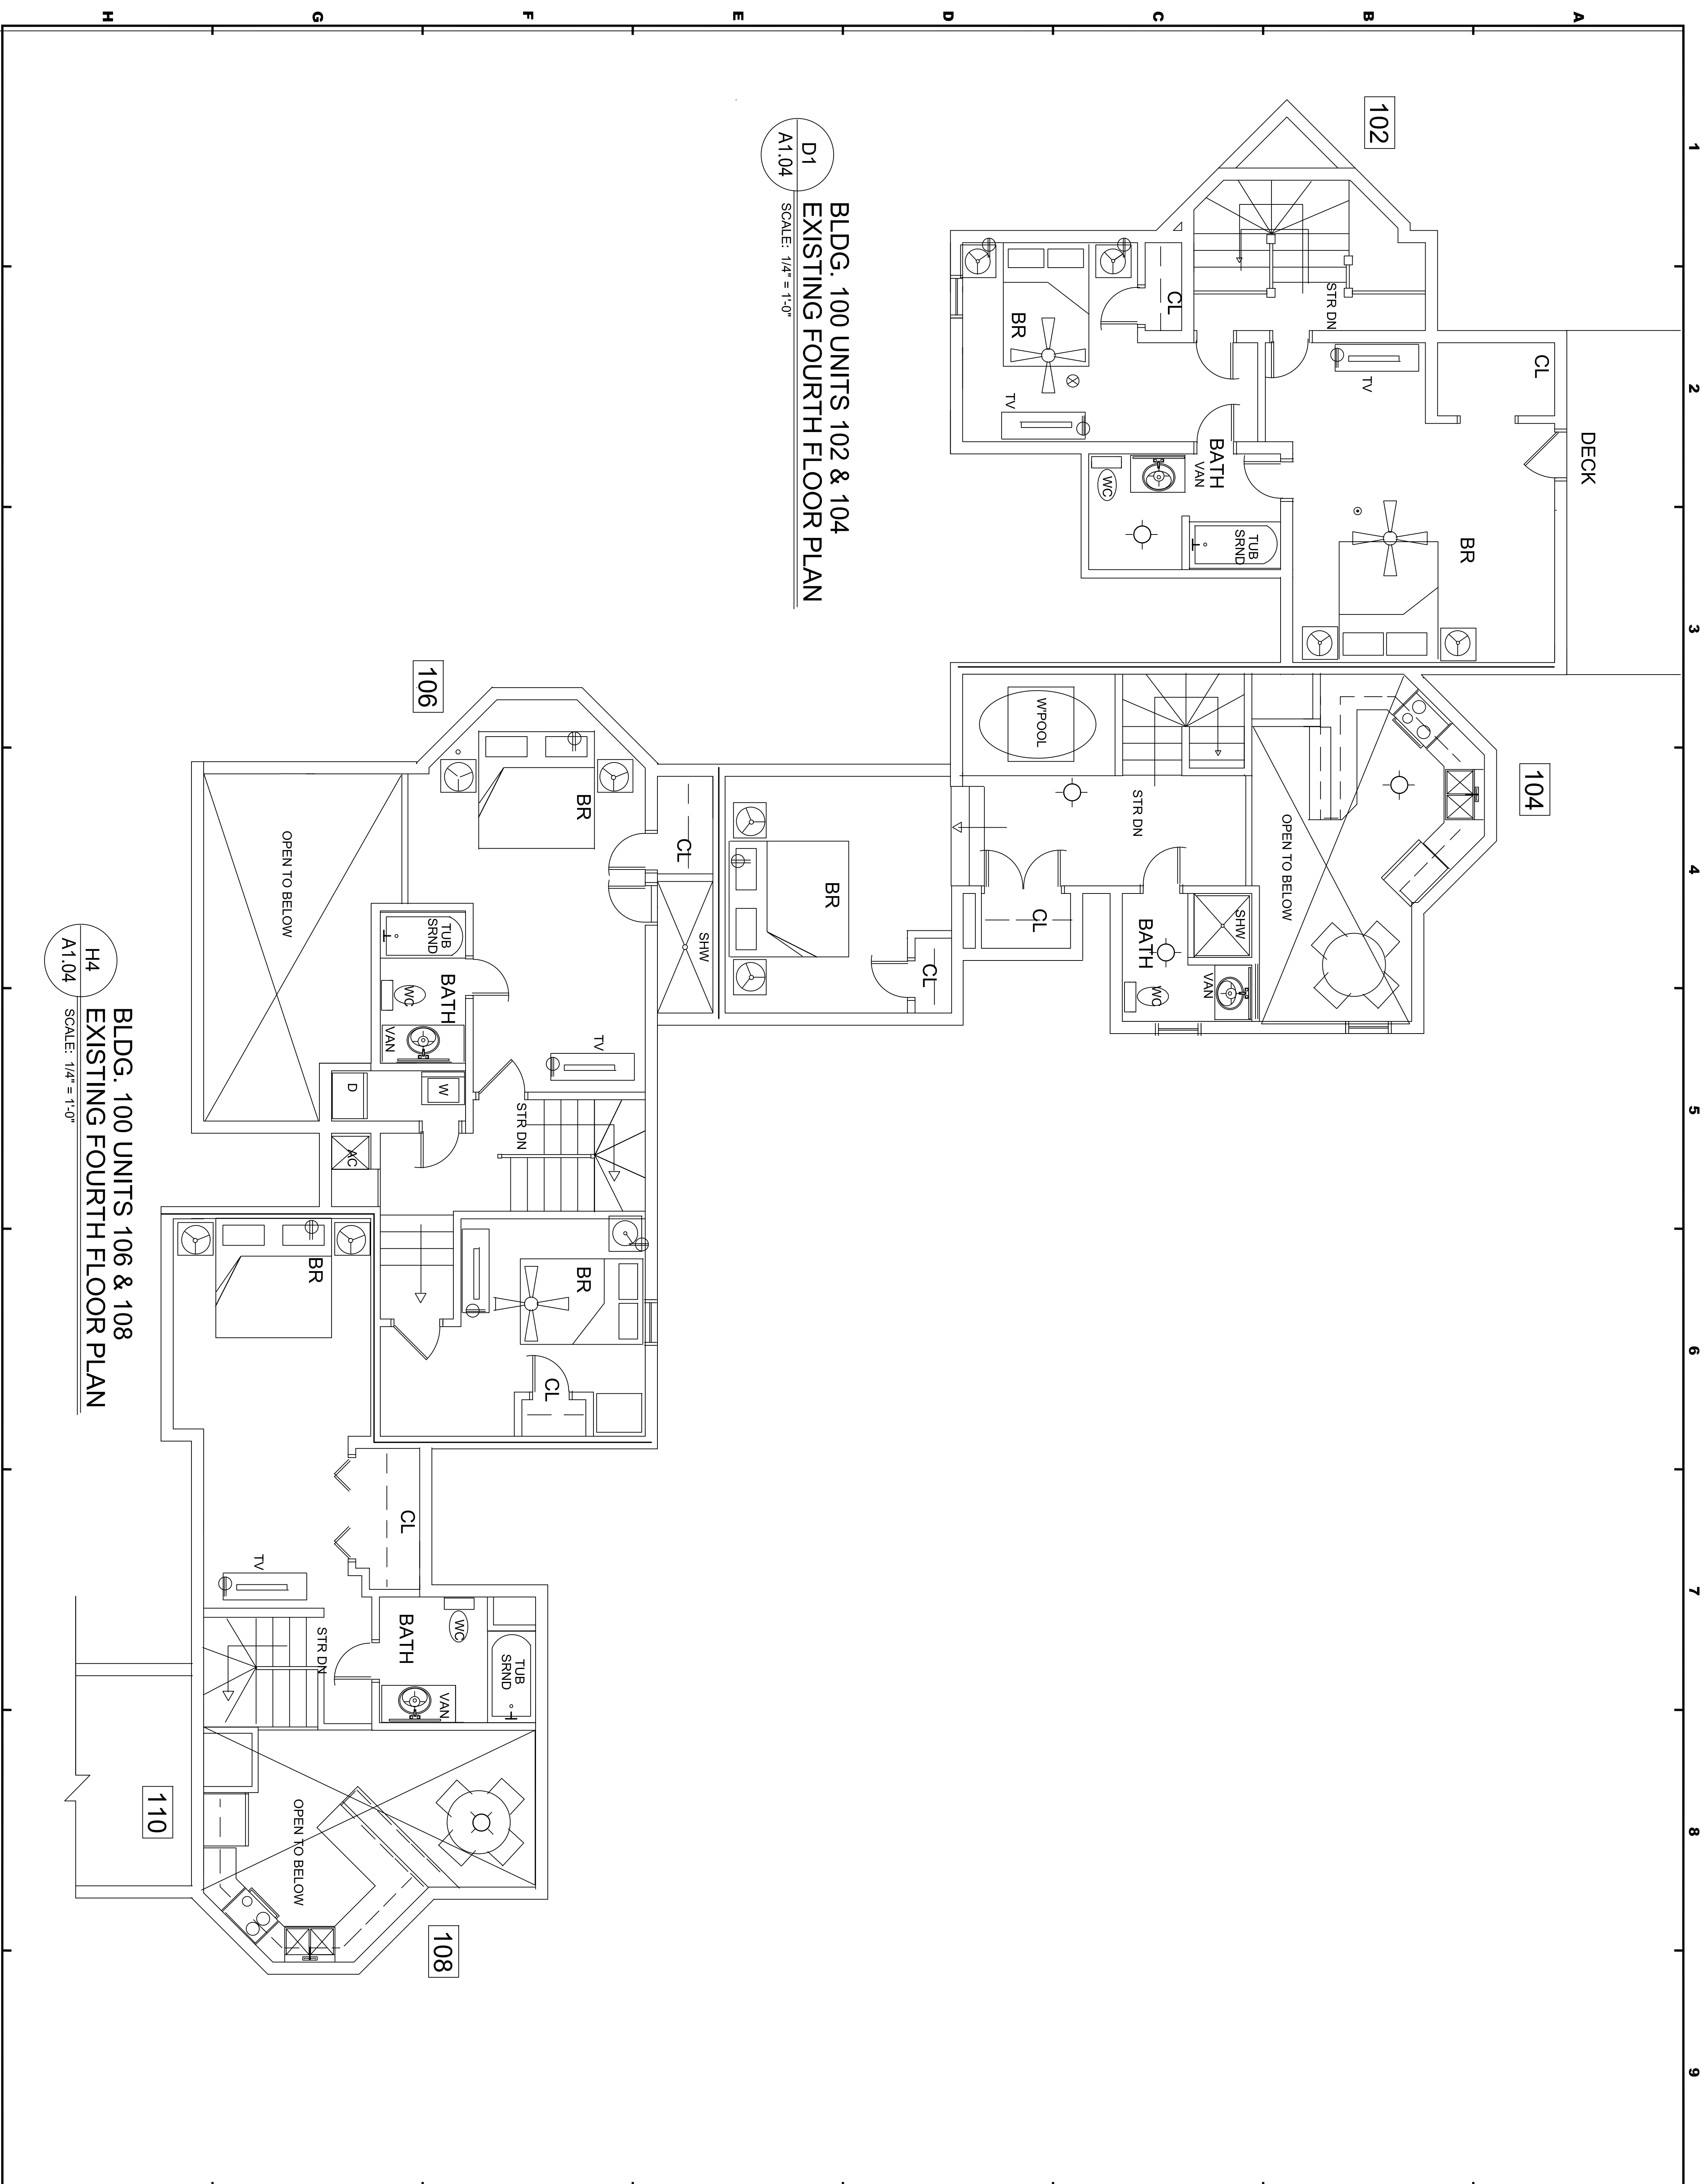 1
2
3
4
5
6
7
8
9
A
B
C
D
E
F
G
H
102
DECK
CL
BR
TV
STR DN
CL
BR
TV
BATH
VAN
WC
TUB
SRND
104
OPEN TO BELOW
STR DN
W'POOL
CL
BATH
SHW
VAN
WC
BR
CL
D1
A1.04
BLDG. 100 UNITS 102 & 104
EXISTING FOURTH FLOOR PLAN
SCALE: 1/4" = 1'-0"
106
CL
SHW
BR
TV
OPEN TO BELOW
TUB
SRND
BATH
WC
VAN
W
D
AC
STR DN
BR
CL
BR
CL
TV
BATH
WC
TUB
SRND
VAN
STR DN
OPEN TO BELOW
108
110
H4
A1.04
BLDG. 100 UNITS 106 & 108
EXISTING FOURTH FLOOR PLAN
SCALE: 1/4" = 1'-0"